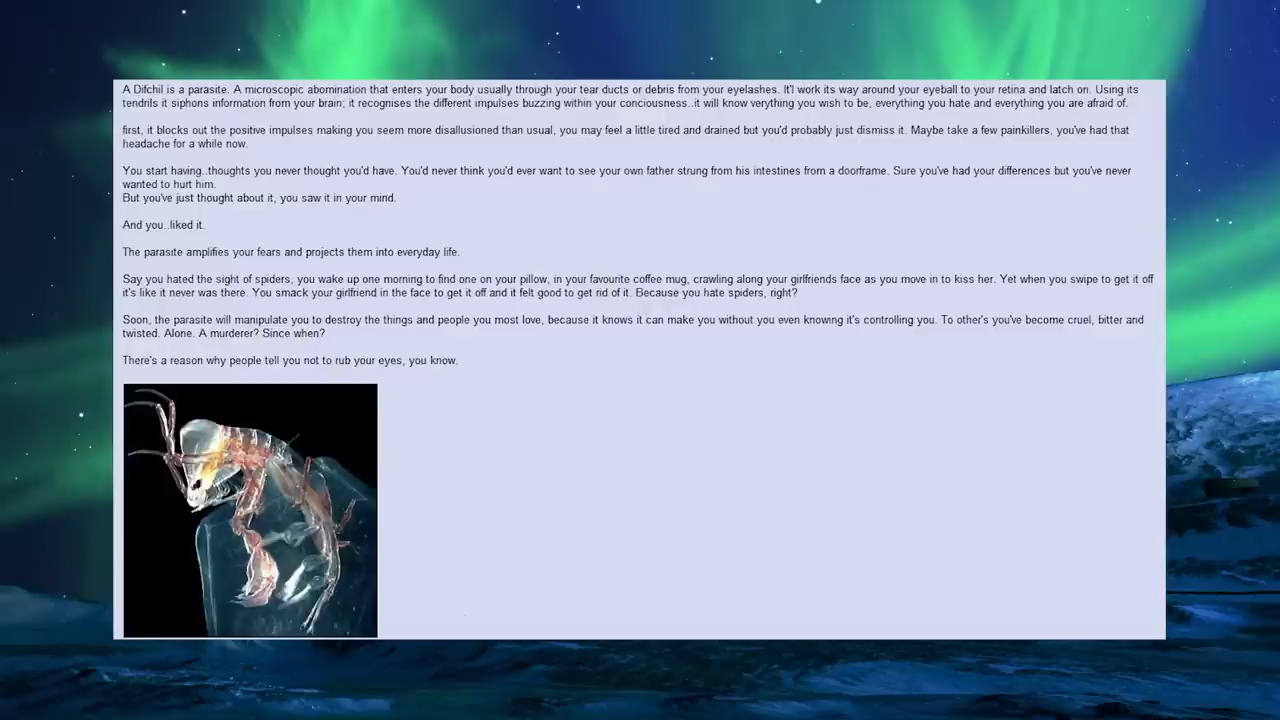 A Difchil is a parasite. A microscopic abomination that enters your body usually through your tear ducts or debris from your eyelashes. It'l work its way around your eyeball to your retina and latch on. Using its
tendrils it siphons information from your brain; it recognises the different impulses buzzing within your conciousness..it will know verything you wish to be, everything you hate and everything you are afraid of.
first, it blocks out the positive impulses making you seem more disallusioned than usual, you may feel a little tired and drained but you'd probably just dismiss it. Maybe take a few painkillers, you've had that
headache for a while now.
You start having..thoughts you never thought you'd have. You'd never think you'd ever want to see your own father strung from his intestines from a doorframe. Sure you've had your differences but you've never
wanted to hurt him.
But you've just thought about it, you saw it in your mind.
And you..liked it.
The parasite amplifies your fears and projects them into everyday life.
Say you hated the sight of spiders, you wake up one morning to find one on your pillow, in your favourite coffee mug, crawling along your girlfriends face as you move in to kiss her. Yet when you swipe to get it off
it's like it never was there. You smack your girlfriend in the face to get it off and it felt good to get rid of it. Because you hate spiders, right?
Soon, the parasite will manipulate you to destroy the things and people you most love, because it knows it can make you without you even knowing it's controlling you. To other's you've become cruel, bitter and
twisted. Alone. A murderer? Since when?
There's a reason why people tell you not to rub your eyes, you know.